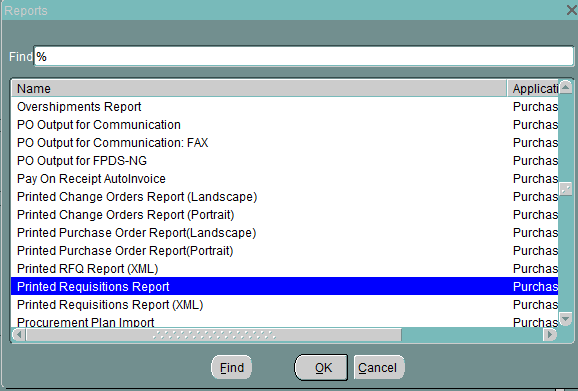 Reports
Find %
Name Applicati
Overshipments Report Purchas
PO Output for Communication Purchas
PO Output for Communication: FAX Purchas
PO Output for FPDS-NG Purchas
Pay On Receipt AutoInvoice Purchas
Printed Change Orders Report (Landscape) Purchas
Printed Change Orders Report (Portrait) Purchas
Printed Purchase Order Report(Landscape) Purchas
Printed Purchase Order Report(Portrait) Purchas
Printed RFQ Report (XML) Purchas
Printed Requisitions Report Purchas
Printed Requisitions Report (XML) Purchas
Procurement Plan Import Purchas
Find OK Cancel